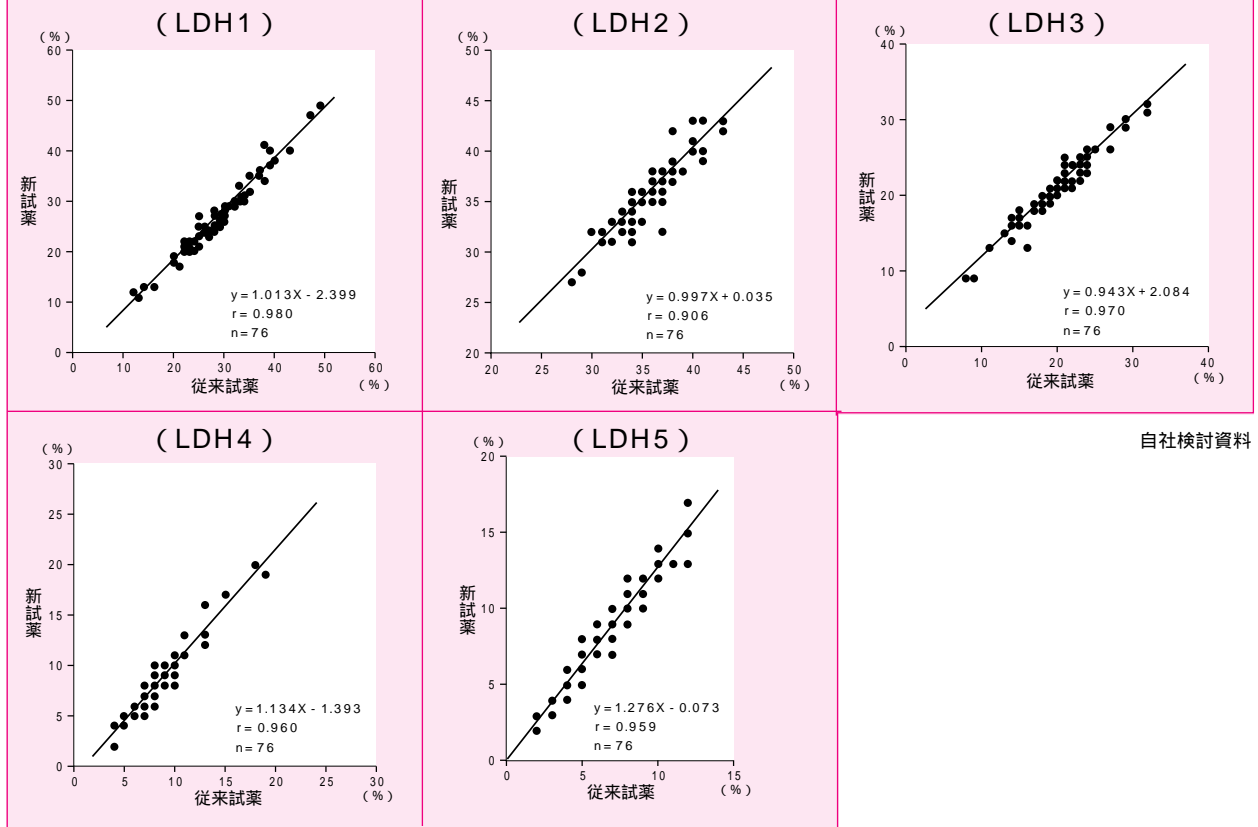 （LDH1）
（%）
60
50
40
30
20
10
0
新試薬
y=1.013X-2.399
r=0.980
n=76
0 10 20 30 40 50 60
従来試薬
（%）
（LDH2）
（%）
50
45
40
35
30
25
20
新試薬
y=0.997X+0.035
r=0.906
n=76
20 25 30 35 40 45 50
従来試薬
（%）
（LDH3）
（%）
40
30
20
10
0
新試薬
y=0.943X+2.084
r=0.970
n=76
0 10 20 30 40
従来試薬
（%）
（LDH4）
（%）
30
25
20
15
10
5
0
新試薬
y=1.134X-1.393
r=0.960
n=76
0 5 10 15 20 25 30
従来試薬
（%）
（LDH5）
（%）
20
15
10
5
0
新試薬
y=1.276X-0.073
r=0.959
n=76
0 5 10 15
従来試薬
（%）
自社検討資料